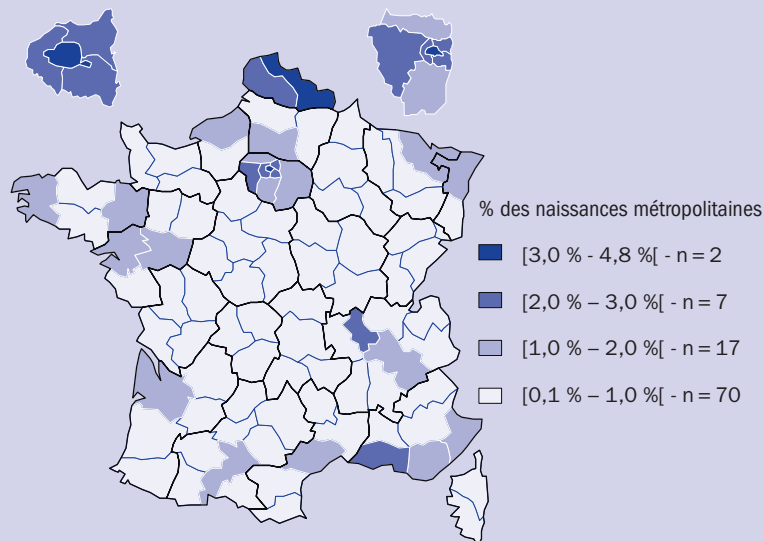 % des naissances métropolitaines
[3,0 % - 4,8 %[ - n = 2
[2,0 % – 3,0 %[ - n = 7
[1,0 % – 2,0 %[ - n = 17
[0,1 % – 1,0 %[ - n = 70